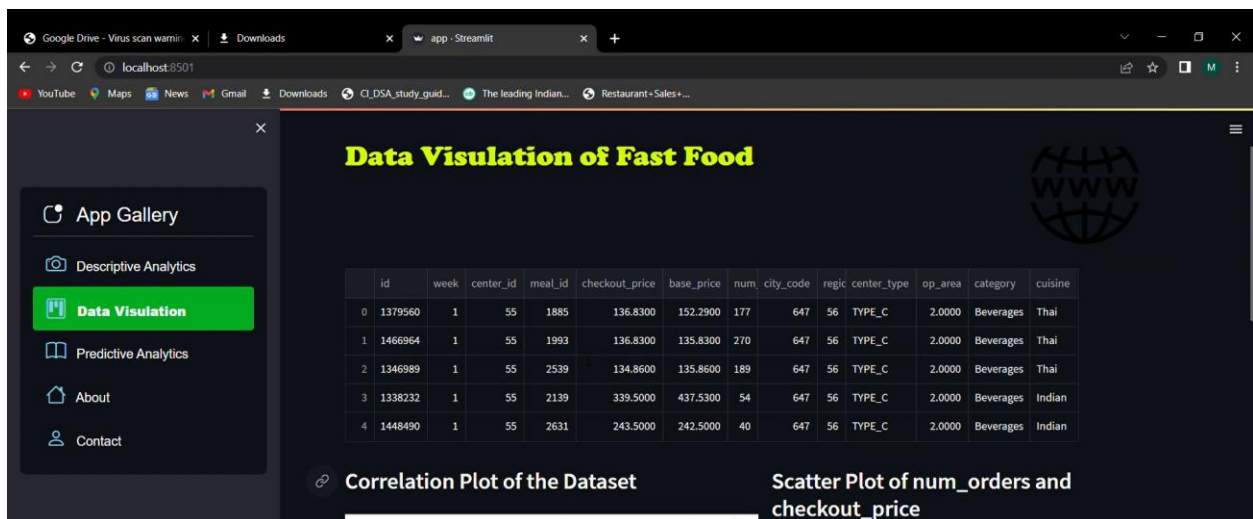 Google Drive - Virus scan warnin
Downloads
app · Streamlit
localhost:8501
YouTube Maps News Gmail Downloads CI_DSA_study_guid... The leading Indian... Restaurant+Sales+...
M
App Gallery
Descriptive Analytics
Data Visulation
Predictive Analytics
About
Contact
Data Visulation of Fast Food
WWW
id week center_id meal_id checkout_price base_price num_ city_code regic center_type op_area category cuisine
0 1379560 1 55 1885 136.8300 152.2900 177 647 56 TYPE_C 2.0000 Beverages Thai
1 1466964 1 55 1993 136.8300 135.8300 270 647 56 TYPE_C 2.0000 Beverages Thai
2 1346989 1 55 2539 134.8600 135.8600 189 647 56 TYPE_C 2.0000 Beverages Thai
3 1338232 1 55 2139 339.5000 437.5300 54 647 56 TYPE_C 2.0000 Beverages Indian
4 1448490 1 55 2631 243.5000 242.5000 40 647 56 TYPE_C 2.0000 Beverages Indian
Correlation Plot of the Dataset
Scatter Plot of num_orders and
checkout_price